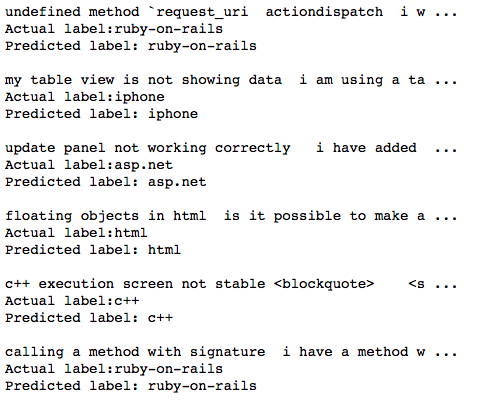 undefined method `request_uri  actiondispatch  i w ...
Actual label:ruby-on-rails
Predicted label: ruby-on-rails
my table view is not showing data  i am using a ta ...
Actual label:iphone
Predicted label: iphone
update panel not working correctly   i have added  ...
Actual label:asp.net
Predicted label: asp.net
floating objects in html  is it possible to make a ...
Actual label:html
Predicted label: html
c++ execution screen not stable <blockquote>    <s ...
Actual label:c++
Predicted label: c++
calling a method with signature  i have a method w ...
Actual label:ruby-on-rails
Predicted label: ruby-on-rails